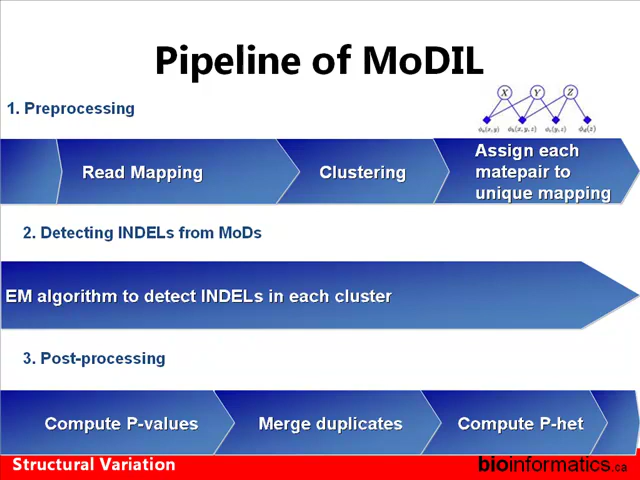 Pipeline of MoDIL
1. Preprocessing
X Y Z
Read Mapping
Clustering
Assign each
matepair to
unique mapping
2. Detecting INDELs from MoDs
EM algorithm to detect INDELs in each cluster
3. Post-processing
Compute P-values
Merge duplicates
Compute P-het
Structural Variation
bioinformatics.ca